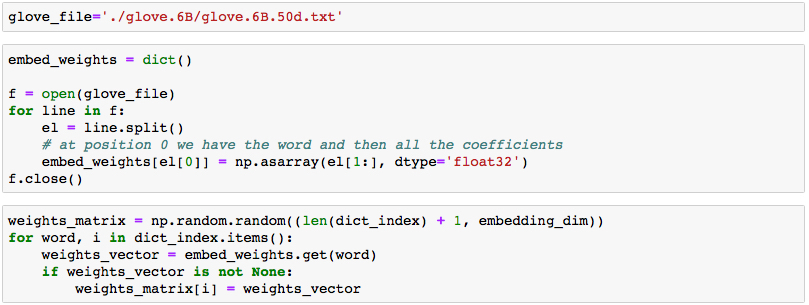 glove_file='./glove.6B/glove.6B.50d.txt'
embed_weights = dict()
f = open(glove_file)
for line in f:
    el = line.split()
    # at position 0 we have the word and then all the coefficients
    embed_weights[el[0]] = np.asarray(el[1:], dtype='float32')
f.close()
weights_matrix = np.random.random((len(dict_index) + 1, embedding_dim))
for word, i in dict_index.items():
    weights_vector = embed_weights.get(word)
    if weights_vector is not None:
        weights_matrix[i] = weights_vector